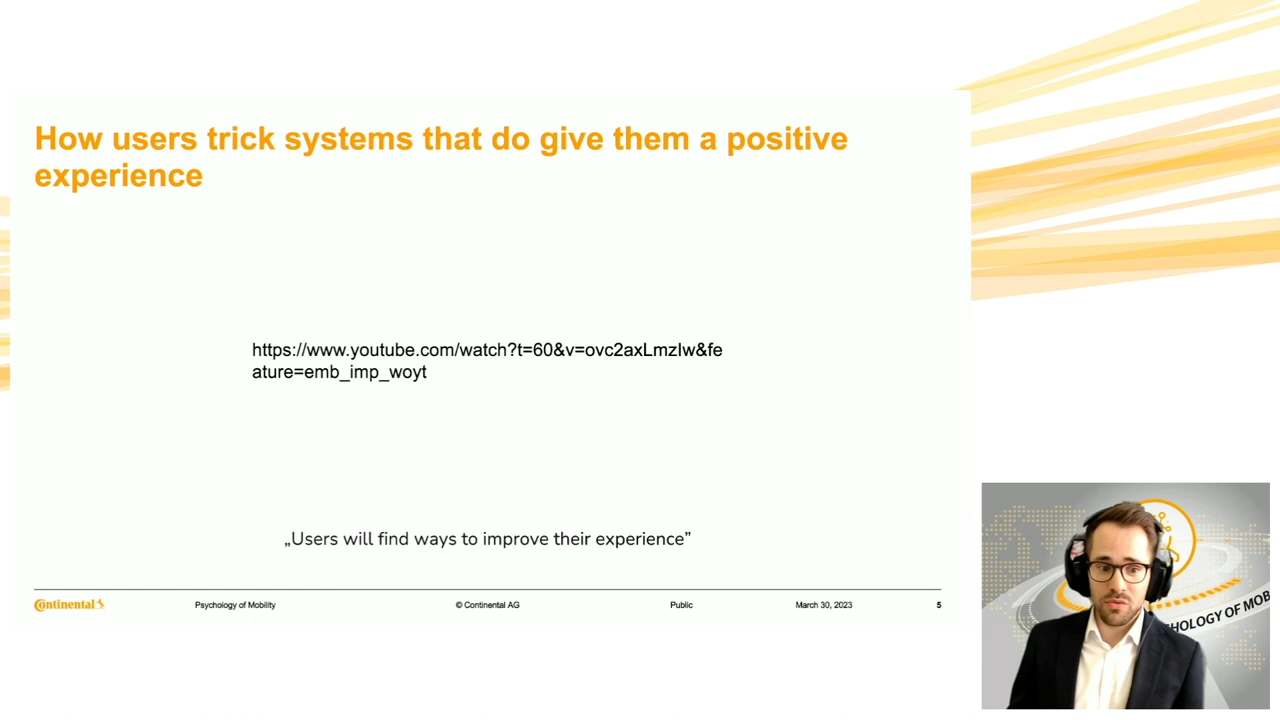 How users trick systems that do give them a positive
experience
https://www.youtube.com/watch?t=60&v=ovc2axLmzIw&fe
ature=emb_imp_woyt
„Users will find ways to improve their experience”
Continental
Psychology of Mobility
© Continental AG
Public
March 30, 2023
5
HOLOGY OF MOB